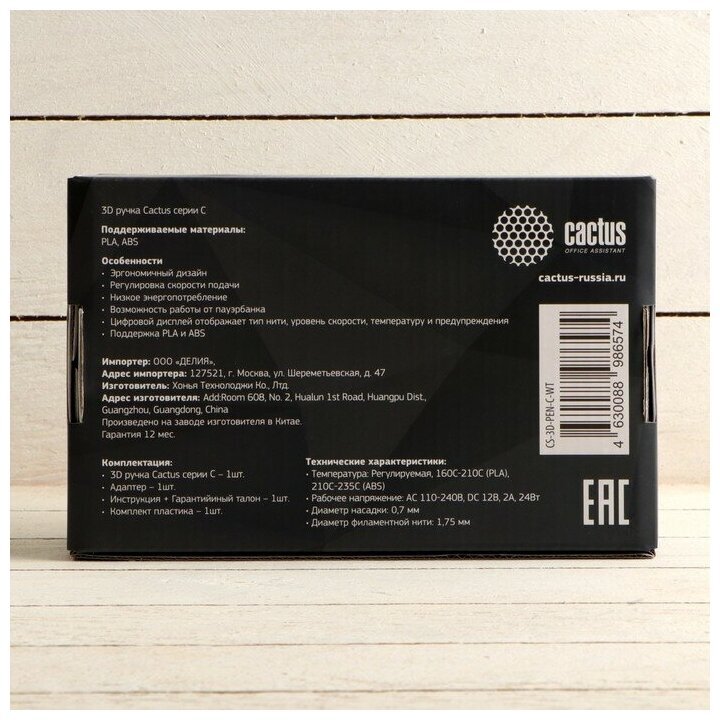 3D ручка Cactus серии C
Поддерживаемые материалы:
PLA, ABS
Особенности
• Эргономичный дизайн
• Регулировка скорости подачи
• Низкое энергопотребление
• Возможность работы от пауэрбанка
• Цифровой дисплей отображает тип нити, уровень скорости, температуру и предупреждения
• Поддержка PLA и ABS
Импортер: ООО «ДЕЛИЯ»,
Адрес импортера: 127521, г. Москва, ул. Шереметьевская, д. 47
Изготовитель: Хонья Технолоджи Ко., Лтд.
Адрес изготовителя: Add:Room 608, No. 2, Hualun 1st Road, Huangpu Dist.,
Guangzhou, Guangdong, China
Произведено на заводе изготовителя в Китае.
Гарантия 12 мес.
Комплектация:
• 3D ручка Cactus серии C – 1шт.
• Адаптер – 1шт.
• Инструкция + Гарантийиный талон – 1шт.
• Комплект пластика – 1шт.
Технические характеристики:
• Температура: Регулируемая, 160С-210С (PLA),
210С-235С (ABS)
• Рабочее напряжение: AC 110-240В, DC 12В, 2А, 24Вт
• Диаметр насадки: 0,7 мм
• Диаметр филаментной нити: 1,75 мм
cactus
OFFICE ASSISTANT
cactus-russia.ru
CS-3D-PEN-C-WT
4 630088 986574
EAC